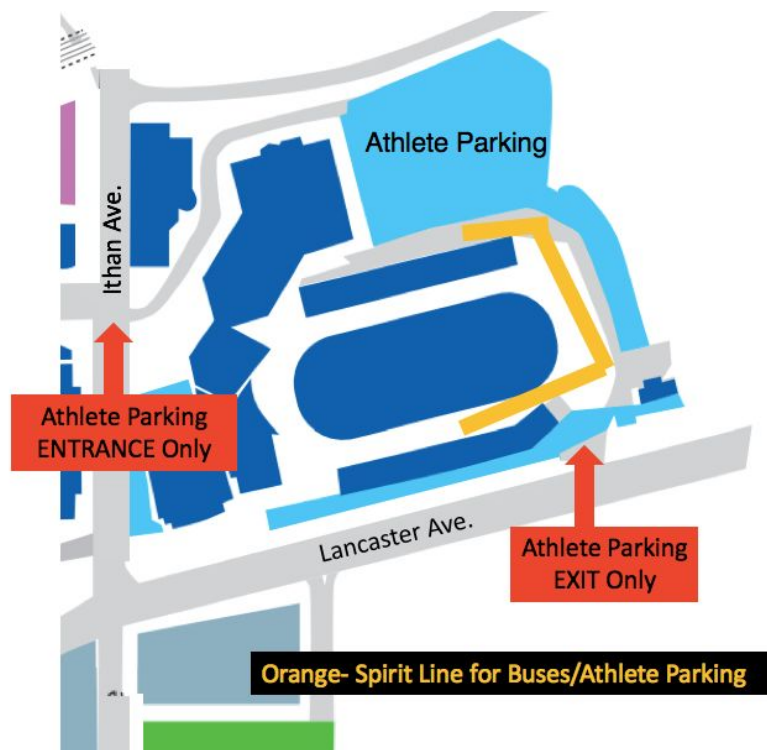 Athlete Parking
Ithan Ave.
Athlete Parking
ENTRANCE Only
Lancaster Ave.
Athlete Parking
EXIT Only
Orange- Spirit Line for Buses/Athlete Parking